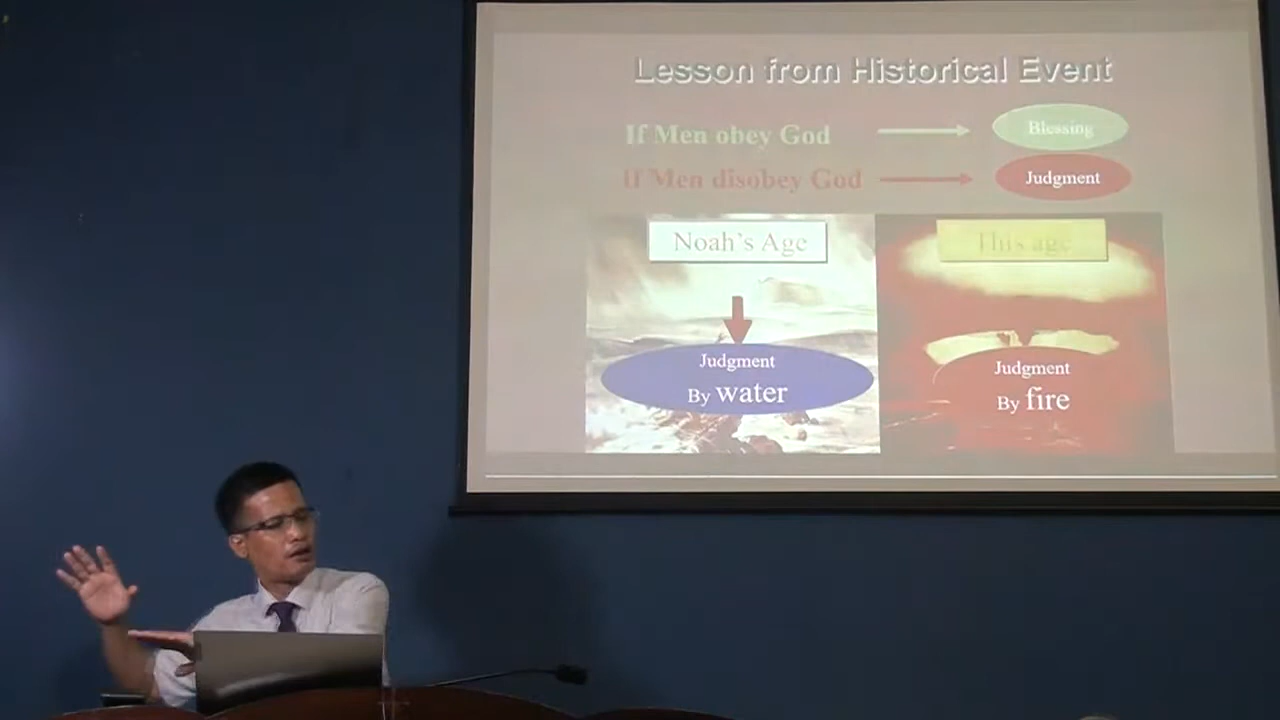 Lesson from Historical Event
If Men obey God
Blessing
If Men disobey God
Judgment
Noah's Age
This age
Judgment
By water
Judgment
By fire